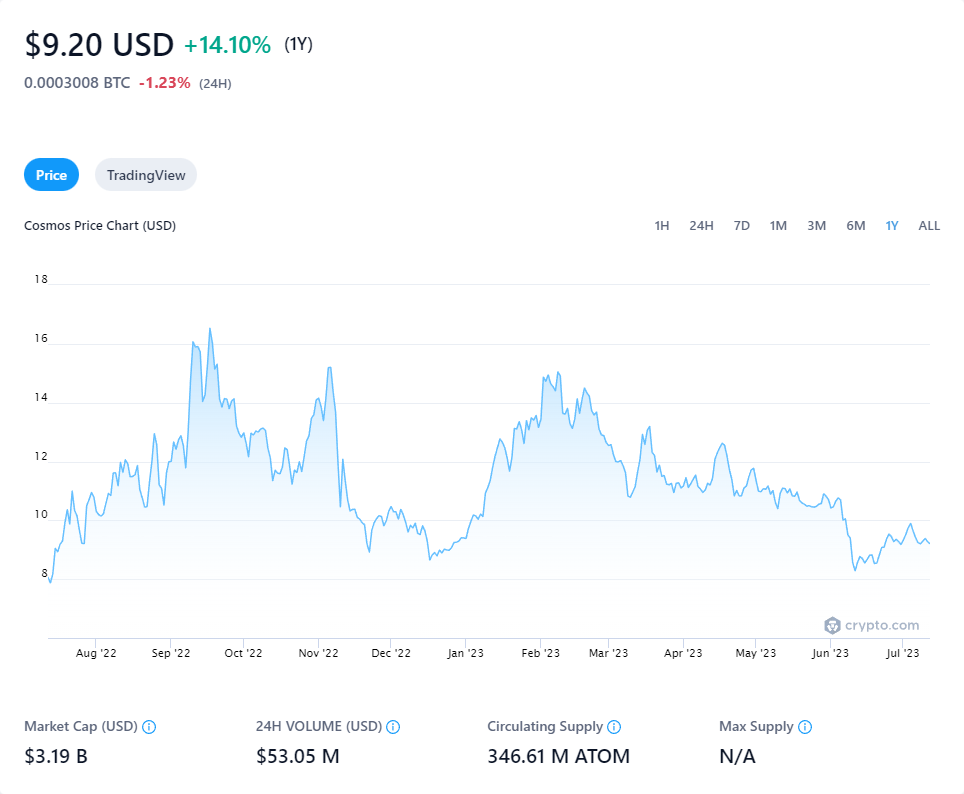 $9.20 USD +14.10% (1Y)
0.0003008 BTC -1.23% (24H)
Price TradingView
Cosmos Price Chart (USD) 1H 24H 7D 1M 3M 6M 1Y ALL
18
16
14
12
10
8
crypto.com
Aug '22 Sep '22 Oct '22 Nov '22 Dec '22 Jan '23 Feb '23 Mar '23 Apr '23 May '23 Jun '23 Jul '23
Market Cap (USD) 24H VOLUME (USD) Circulating Supply Max Supply
$3.19 B $53.05 M 346.61 M ATOM N/A